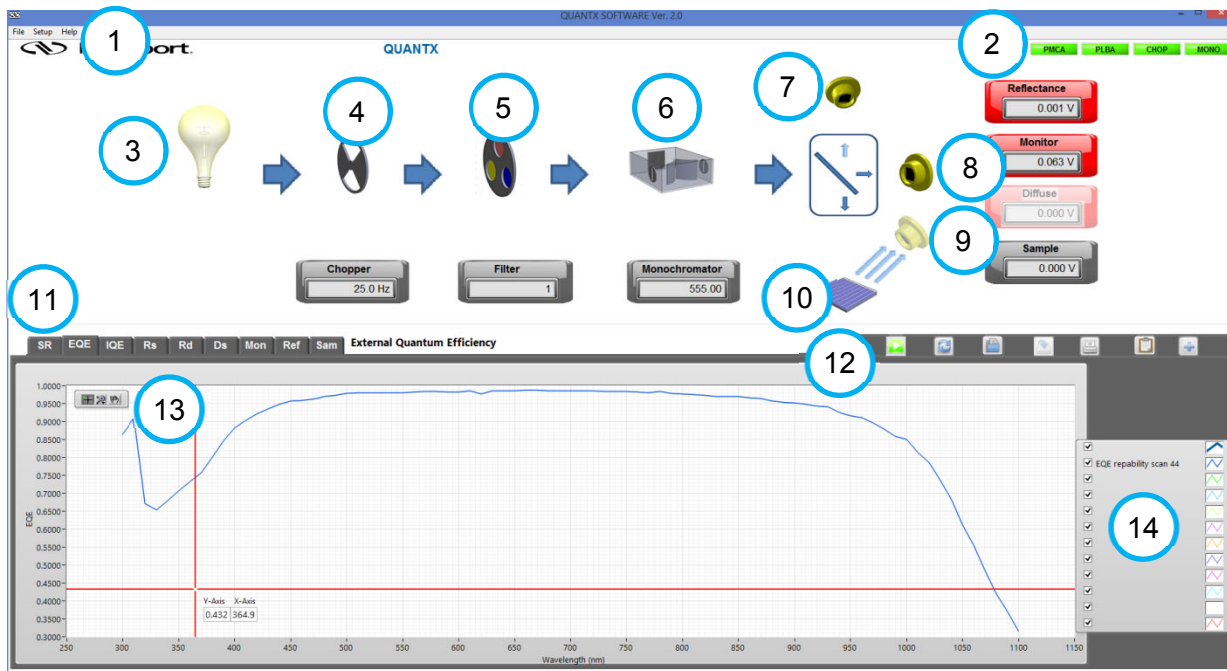 QUANTX SOFTWARE Ver. 2.0
File Setup Help
1
ort.
QUANTX
2
PMCA PLBA CHOP MONO
3
4
5
6
7
Reflectance
0.001 V
8
Monitor
0.063 V
Diffuse
0.000 V
9
Sample
0.000 V
10
Chopper
25.0 Hz
Filter
1
Monochromator
555.00
11
SR EQE IQE Rs Rd Ds Mon Ref Sam External Quantum Efficiency
12
13
1.0000
0.9500
0.9000
0.8500
0.8000
0.7500
0.7000
0.6500
0.6000
0.5500
0.5000
0.4500
0.4000
0.3500
0.3000
EQE
Y-Axis X-Axis
0.432 364.9
250 300 350 400 450 500 550 600 650 700 750 800 850 900 950 1000 1050 1100 1150
Wavelength (nm)
EQE repability scan 44
14